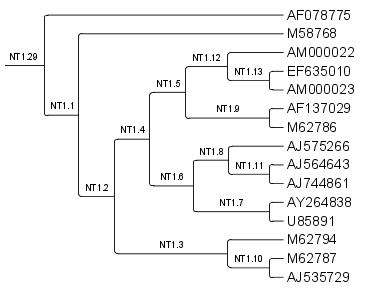 AF078775
M58768
NT1.29
AM000022
NT1.12
EF635010
NT1.13
NT1.5
AM000023
NT1.1
AF137029
NT1.9
M62786
NT1.4
AJ575266
NT1.8
AJ564643
NT1.11
NT1.6
AJ744861
NT1.2
AY264838
NT1.7
U85891
M62794
NT1.3
M62787
NT1.10
AJ535729